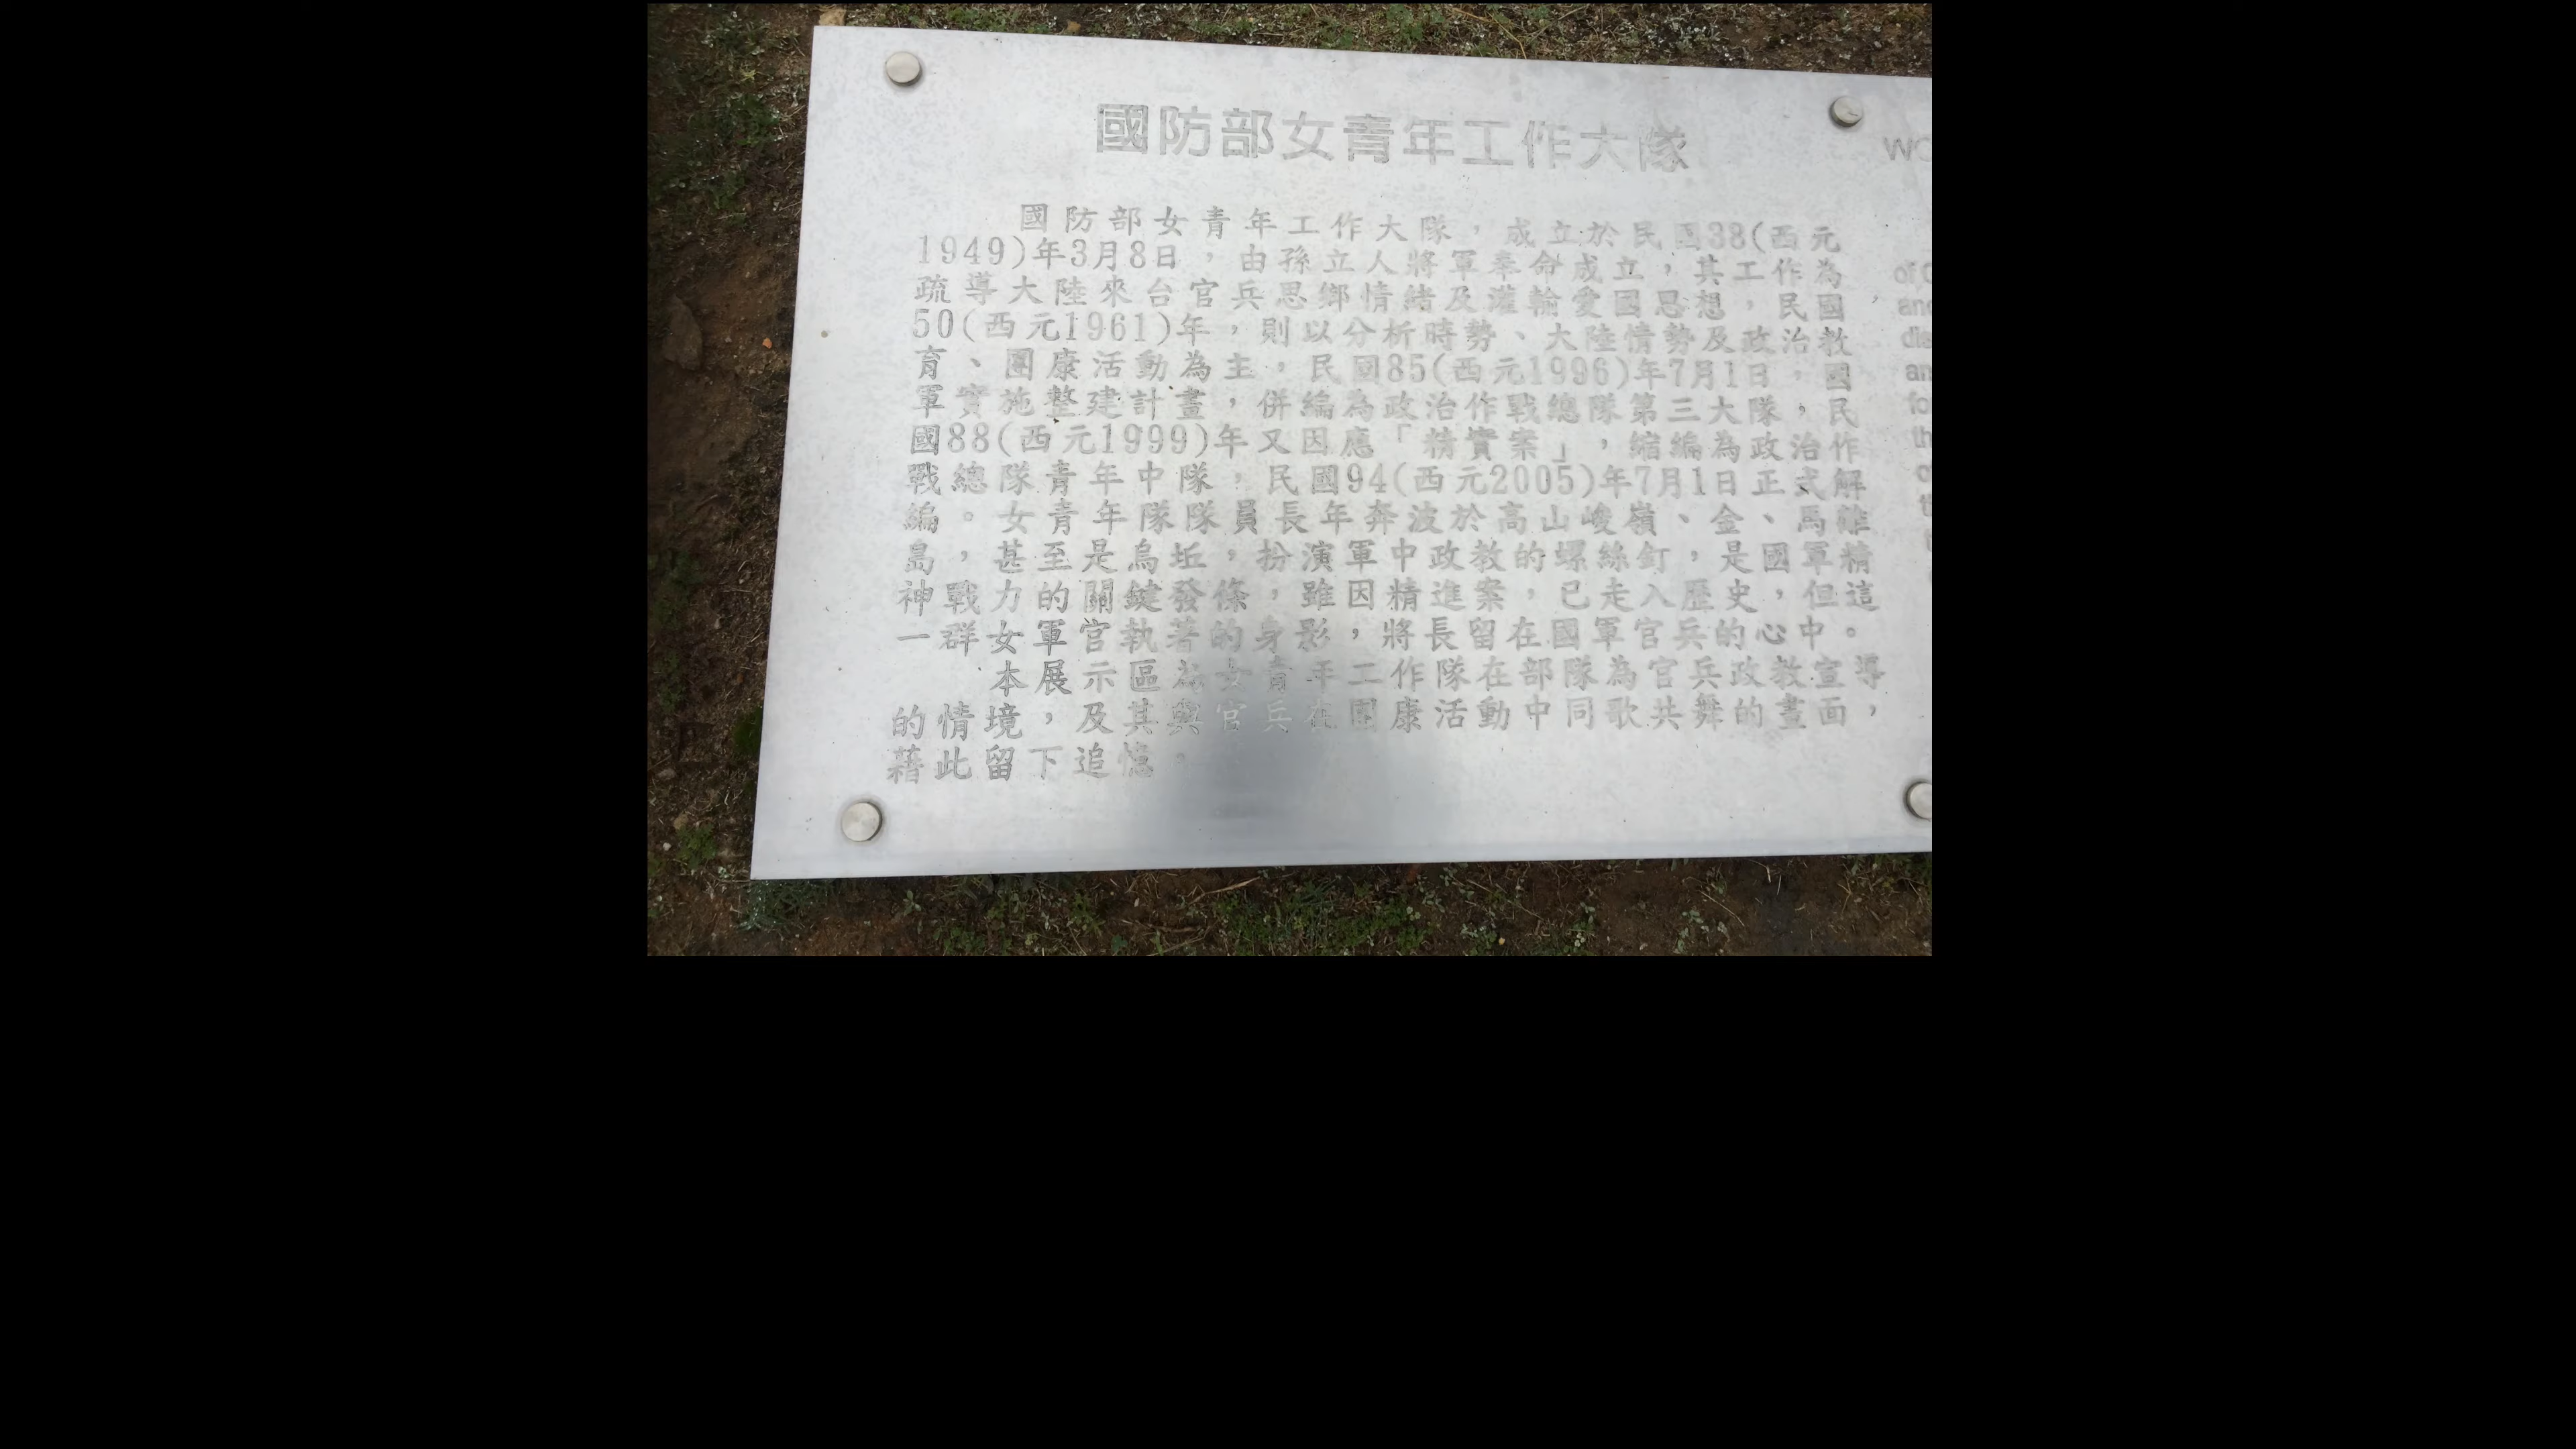 國防部女青年工作大隊
國防部女青年工作大隊，成立於民國38(西元
1949)年3月8日，由孫立人將軍奉命成立，其工作為
疏導大陸來台官兵思鄉情緒及灌輸愛國思想，民國
50(西元1961)年，則以分析時勢、大陸情勢及政治教
育、團康活動為主，民國85(西元1996)年7月1日，國
軍實施整建計畫，併編為政治作戰總隊第三大隊，民
國88(西元1999)年又因應「精實案」，縮編為政治作
戰總隊青年中隊，民國94(西元2005)年7月1日正式解
編。女青年隊隊員長年奔波於高山峻嶺、金、馬離
島，甚至是烏坵，扮演軍中政教的螺絲釘，是國軍精
神戰力的關鍵發條，雖因精進案，已走入歷史，但這
一群女軍官執著的身影，將長留在國軍官兵的心中。
本展示區為女青年工作隊在部隊為官兵政教宣導
的情境，及其與官兵在團康活動中同歌共舞的畫面，
藉此留下追憶。